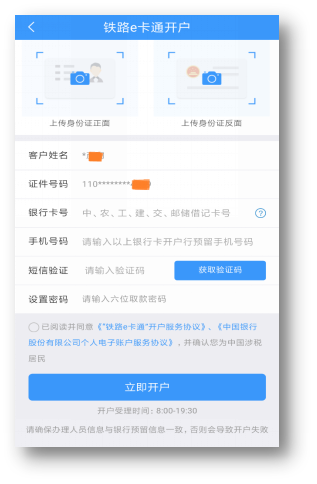 铁路e卡通开户
上传身份证正面 上传身份证反面
客户姓名 *
证件号码 110********
银行卡号 中、农、工、建、交、邮储借记卡号 ?
手机号码 请输入以上银行卡开户行预留手机号码
短信验证 请输入验证码 获取验证码
设置密码 请输入六位取款密码
已阅读并同意《“铁路e卡通”开户服务协议》、《中国银行
股份有限公司个人电子账户服务协议》，并确认您为中国涉税
居民
立即开户
开户受理时间：8:00-19:30
请确保办理人员信息与银行预留信息一致，否则会导致开户失败